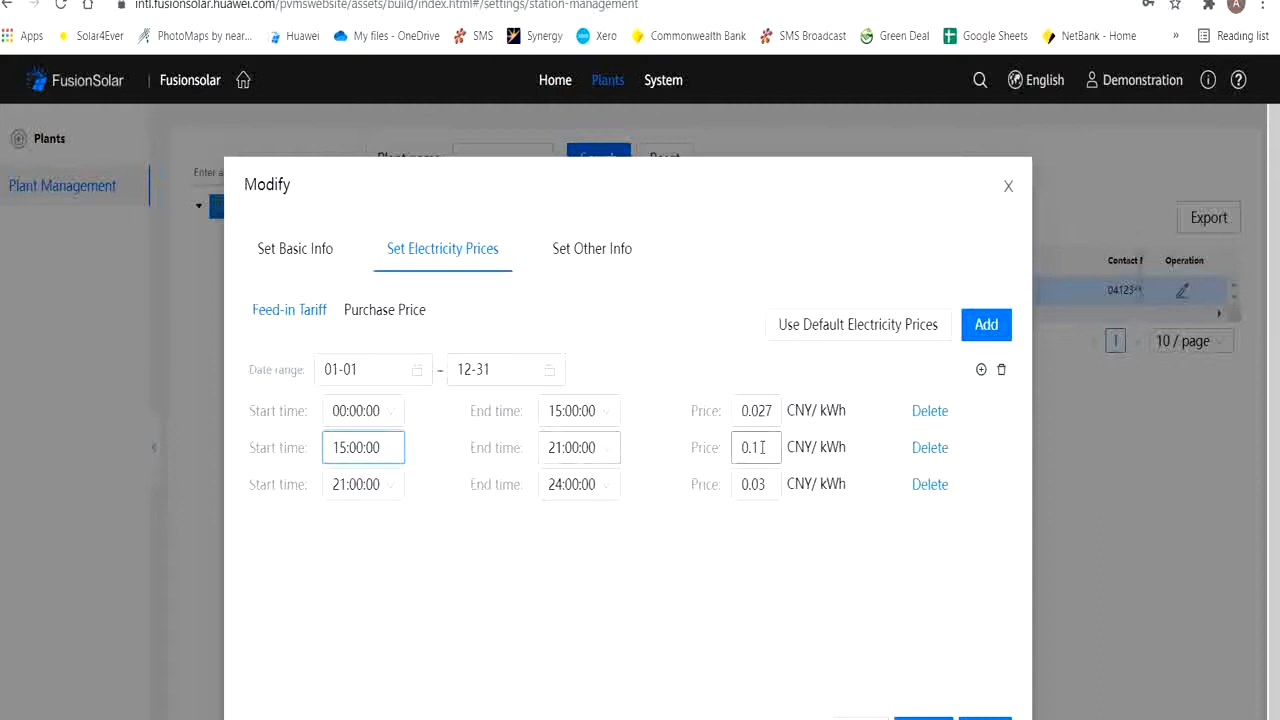 intl.fusionsolar.huawei.com/pvmswebsite/assets/build/index.html#/settings/station-management
Apps Solar4Ever PhotoMaps by near... Huawei My files - OneDrive SMS Synergy Xero Commonwealth Bank SMS Broadcast Green Deal Google Sheets NetBank - Home » Reading list
FusionSolar | Fusionsolar Home Plants System English Demonstration
Plants
Plant Management
Plant name Search Reset
Enter a
Export
Contact Operation
04123**
10 / page
Modify X
Set Basic Info Set Electricity Prices Set Other Info
Feed-in Tariff Purchase Price
Use Default Electricity Prices Add
Date range: 01-01 – 12-31
Start time: 00:00:00 End time: 15:00:00 Price: 0.027 CNY/ kWh Delete
Start time: 15:00:00 End time: 21:00:00 Price: 0.1 CNY/ kWh Delete
Start time: 21:00:00 End time: 24:00:00 Price: 0.03 CNY/ kWh Delete